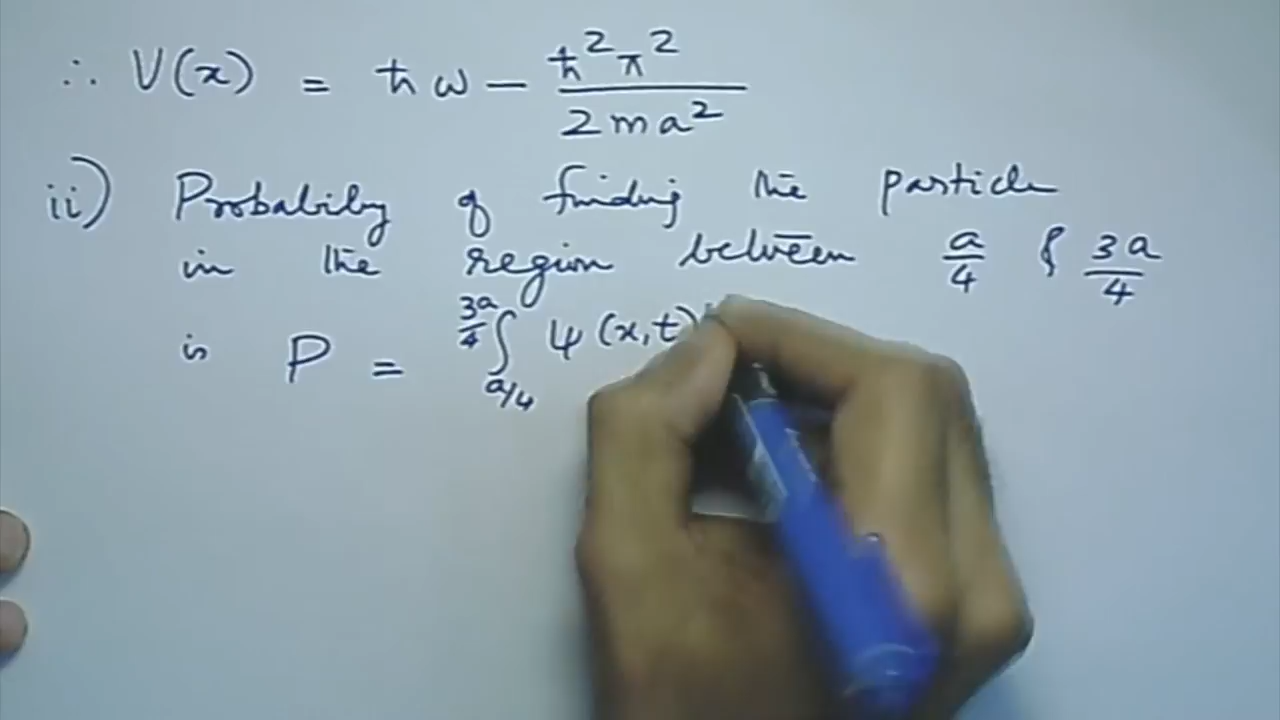 ∴ V(x) = ħω − ħ²π² / 2ma²
ii) Probability of finding the particle
in the region between a/4 & 3a/4
is P = ∫_{a/4}^{3a/4} ψ(x,t)